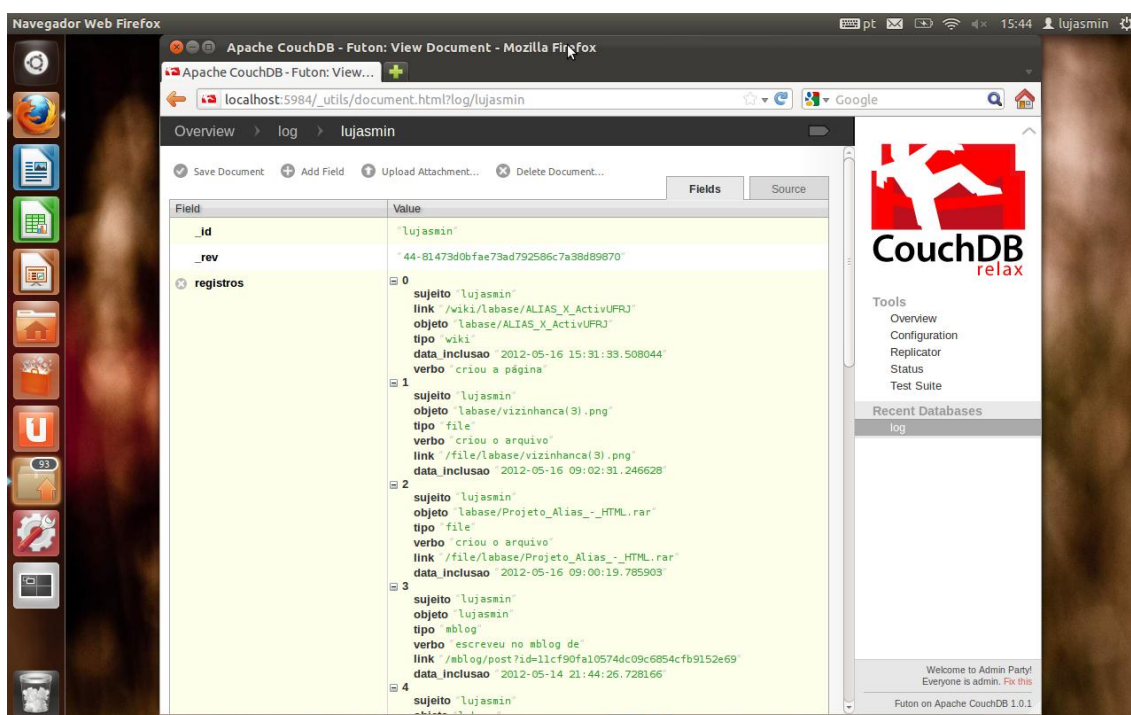 Navegador Web Firefox
pt
15:44
lujasmin
Apache CouchDB - Futon: View Document - Mozilla Firefox
Apache CouchDB - Futon: View...
localhost:5984/_utils/document.html?log/lujasmin
Google
Overview
log
lujasmin
Save Document
Add Field
Upload Attachment...
Delete Document...
Fields
Source
Field
Value
_id
"lujasmin"
_rev
"44-81473d0bfae73ad792586c7a38d89870"
registros
0
sujeito "lujasmin"
link "/wiki/labase/ALIAS_X_ActivUFRJ"
objeto "labase/ALIAS_X_ActivUFRJ"
tipo "wiki"
data_inclusao "2012-05-16 15:31:33.508044"
verbo "criou a página"
1
sujeito "lujasmin"
objeto "labase/vizinhanca(3).png"
tipo "file"
verbo "criou o arquivo"
link "/file/labase/vizinhanca(3).png"
data_inclusao "2012-05-16 09:02:31.246628"
2
sujeito "lujasmin"
objeto "labase/Projeto_Alias_-_HTML.rar"
tipo "file"
verbo "criou o arquivo"
link "/file/labase/Projeto_Alias_-_HTML.rar"
data_inclusao "2012-05-16 09:00:19.785903"
3
sujeito "lujasmin"
objeto "lujasmin"
tipo "mblog"
verbo "escreveu no mblog de"
link "/mblog/post?id=11cf90fa10574dc09c6854cfb9152e69"
data_inclusao "2012-05-14 21:44:26.728166"
4
sujeito "lujasmin"
CouchDB
relax
Tools
Overview
Configuration
Replicator
Status
Test Suite
Recent Databases
log
Welcome to Admin Party!
Everyone is admin. Fix this
Futon on Apache CouchDB 1.0.1
93